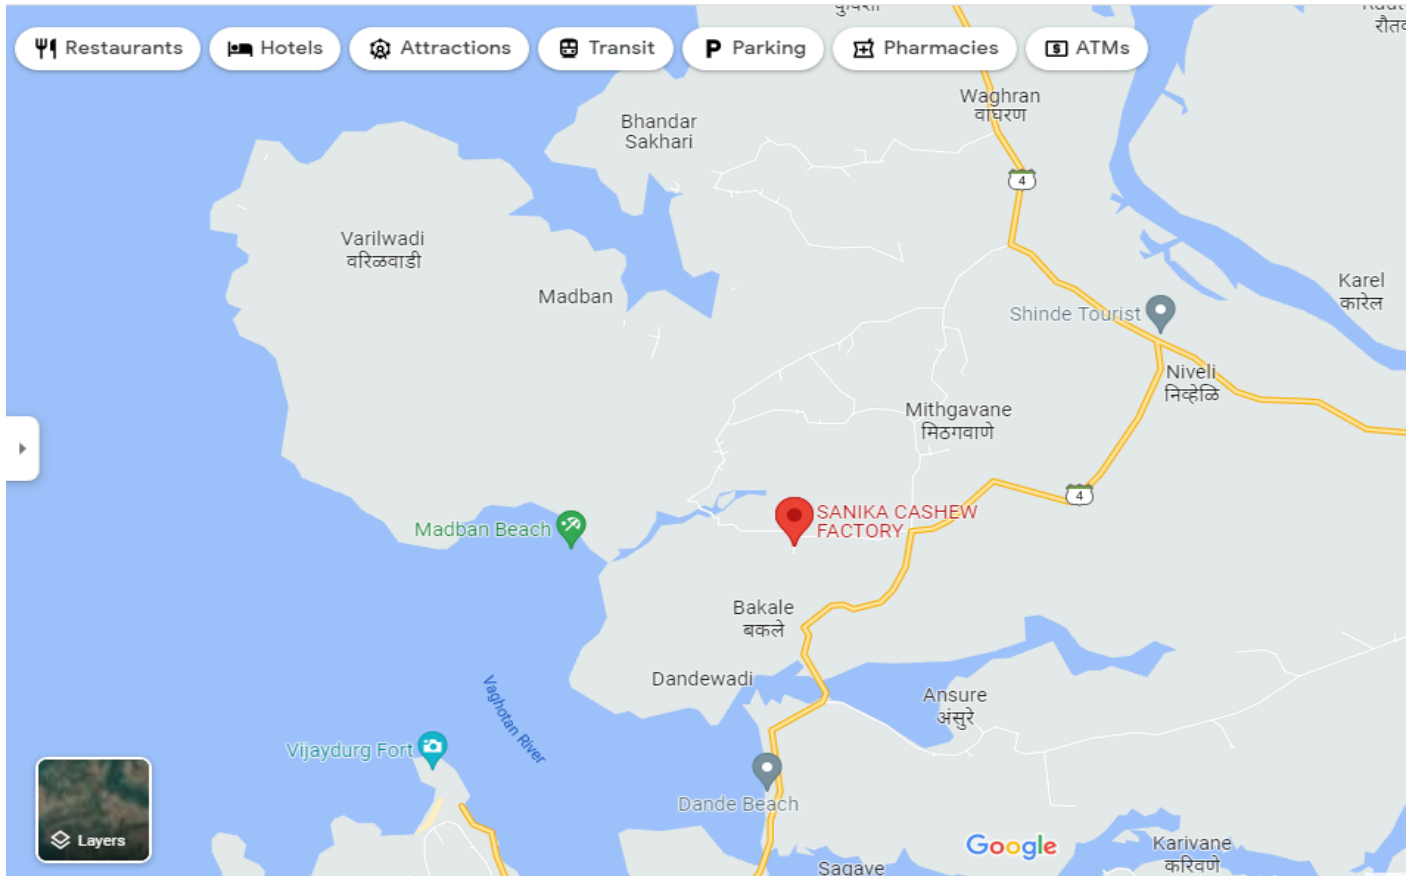 Restaurants
Hotels
Attractions
Transit
Parking
Pharmacies
ATMs
Waghran
वाघरण
Bhandar
Sakhari
4
Varilwadi
वरिळवाडी
Madban
Karel
कारेल
Shinde Tourist
Niveli
निव्हेळि
Mithgavane
मिठगवाणे
4
SANIKA CASHEW
FACTORY
Madban Beach
Bakale
बकले
Dandewadi
Ansure
अंसुरे
Vaghotan River
Vijaydurg Fort
Dande Beach
Layers
Google
Karivane
करिवणे
Sagave